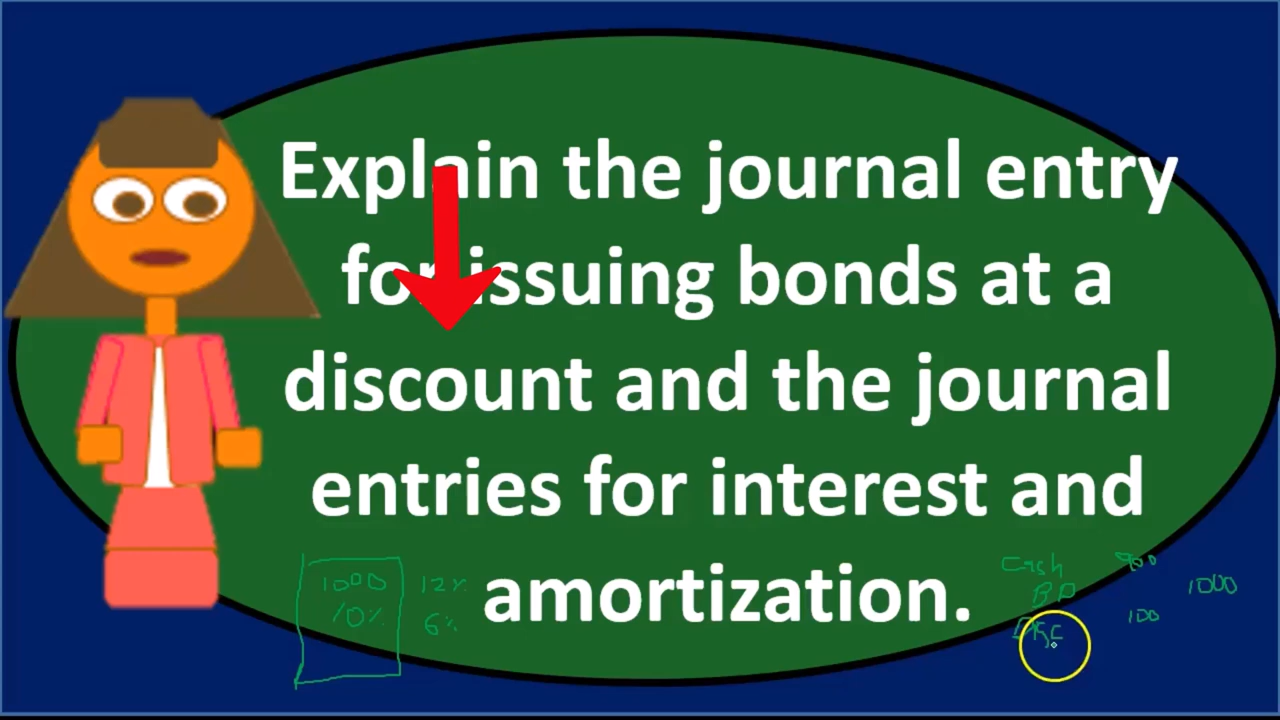 Explain the journal entry
for issuing bonds at a
discount and the journal
entries for interest and
amortization.
1000 12%
10% 6%
Cash 900
BP 1000
100